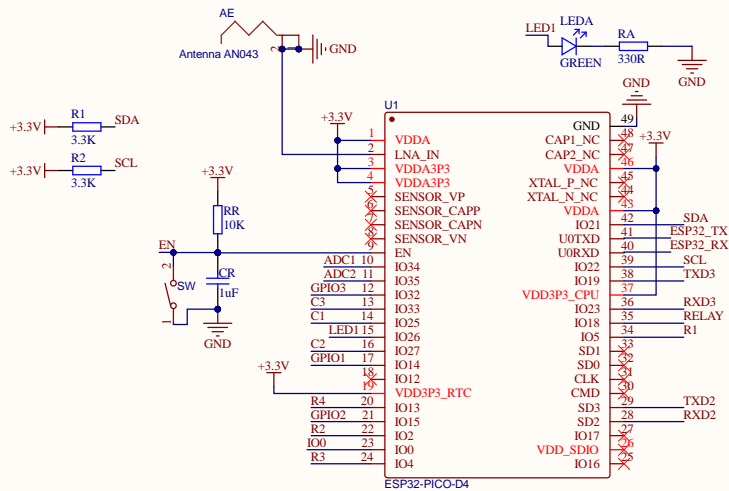 AE
Antenna AN043
2
GND
LED1
LEDA
GREEN
RA
330R
GND
+3.3V
R1
3.3K
SDA
+3.3V
R2
3.3K
SCL
+3.3V
RR
10K
EN
2
SW
1
CR
1uF
GND
+3.3V
+3.3V
GND
+3.3V
U1
1 VDDA
2 LNA_IN
3 VDDA3P3
4 VDDA3P3
5 SENSOR_VP
6 SENSOR_CAPP
7 SENSOR_CAPN
8 SENSOR_VN
9 EN
ADC1 10 IO34
ADC2 11 IO35
GPIO3 12 IO32
C3 13 IO33
C1 14 IO25
LED1 15 IO26
C2 16 IO27
GPIO1 17 IO14
18 IO12
19 VDD3P3_RTC
R4 20 IO13
GPIO2 21 IO15
R2 22 IO2
IO0 23 IO0
R3 24 IO4
GND 49
CAP1_NC 48
CAP2_NC 47
VDDA 46
XTAL_P_NC 45
XTAL_N_NC 44
VDDA 43
IO21 42 SDA
U0TXD 41 ESP32_TX
U0RXD 40 ESP32_RX
IO22 39 SCL
IO19 38 TXD3
VDD3P3_CPU 37
IO23 36 RXD3
IO18 35 RELAY
IO5 34 R1
SD1 33
SD0 32
CLK 31
CMD 30
SD3 29 TXD2
SD2 28 RXD2
IO17 27
VDD_SDIO 26
IO16 25
ESP32-PICO-D4